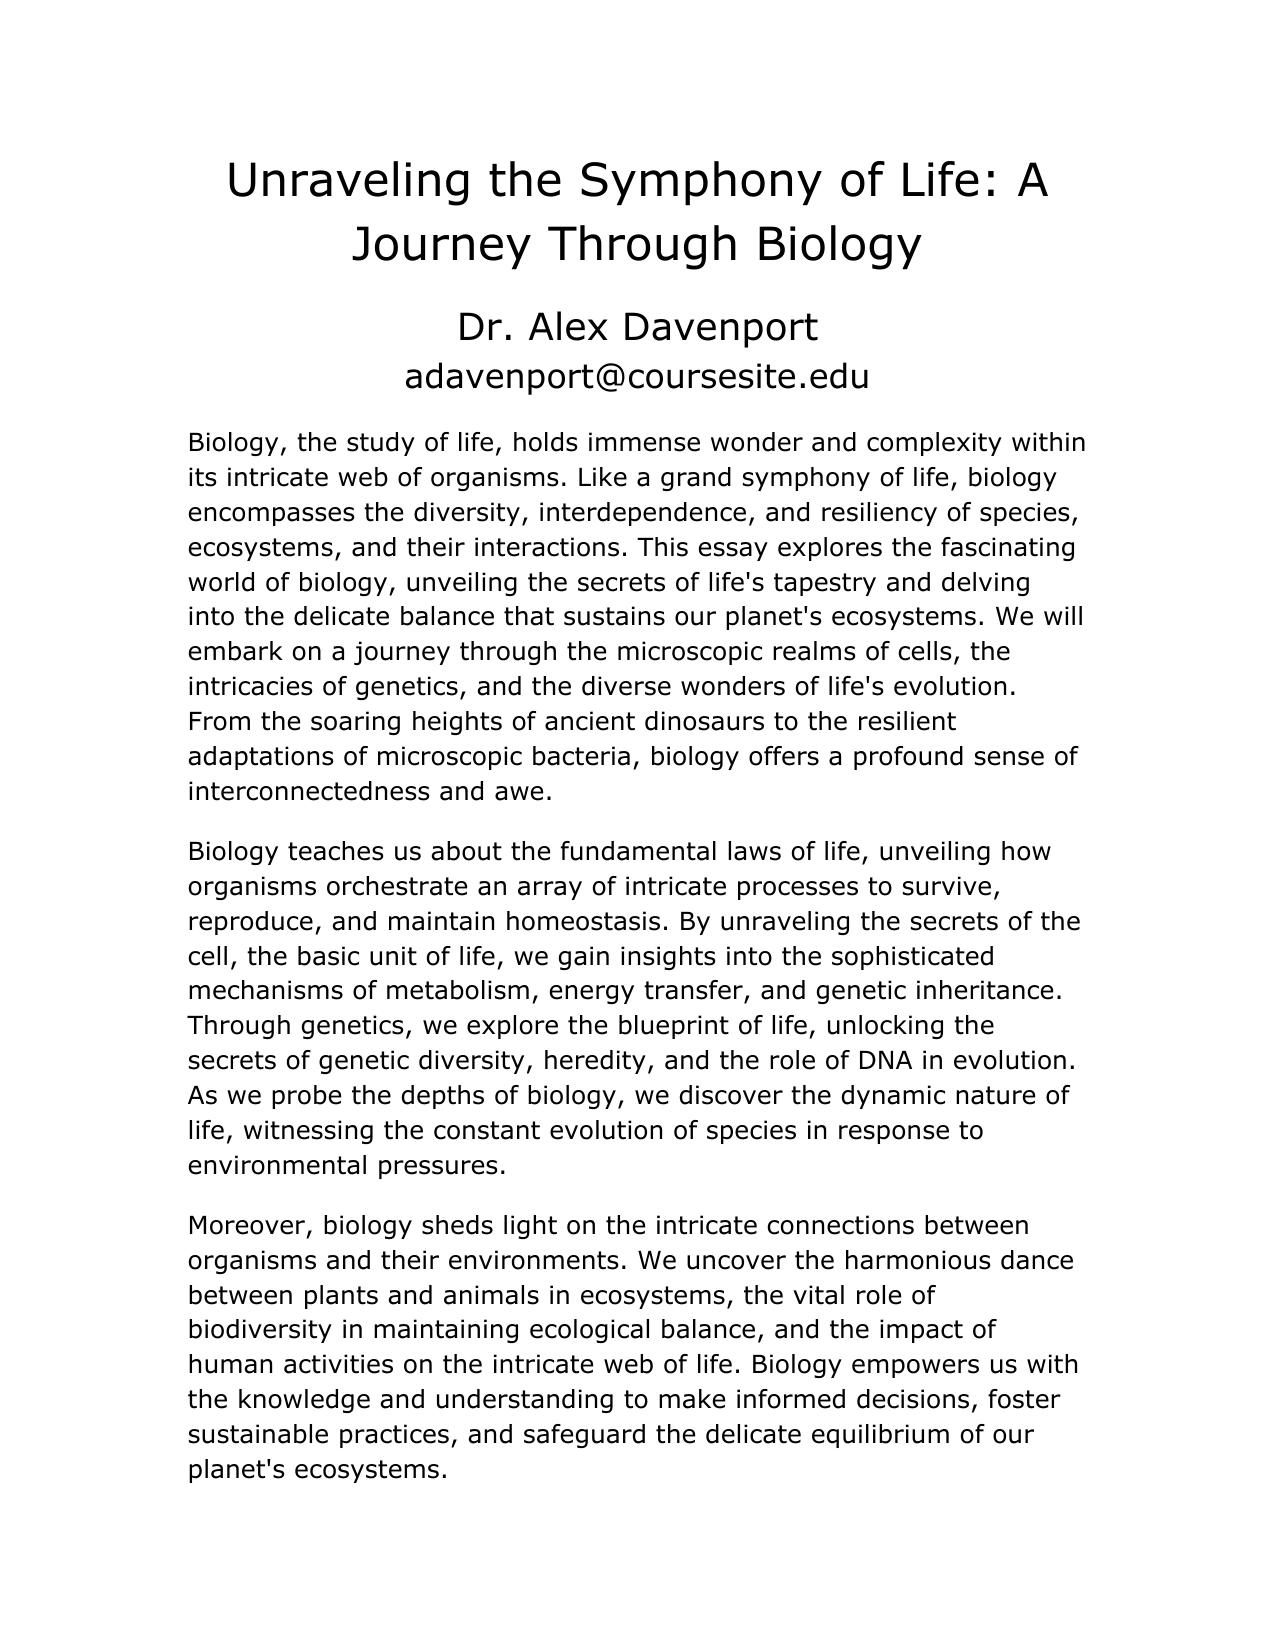 Unraveling the Symphony of Life: A
Journey Through Biology
Dr. Alex Davenport
adavenport@coursesite.edu
Biology, the study of life, holds immense wonder and complexity within
its intricate web of organisms. Like a grand symphony of life, biology
encompasses the diversity, interdependence, and resiliency of species,
ecosystems, and their interactions. This essay explores the fascinating
world of biology, unveiling the secrets of life's tapestry and delving
into the delicate balance that sustains our planet's ecosystems. We will
embark on a journey through the microscopic realms of cells, the
intricacies of genetics, and the diverse wonders of life's evolution.
From the soaring heights of ancient dinosaurs to the resilient
adaptations of microscopic bacteria, biology offers a profound sense of
interconnectedness and awe.
Biology teaches us about the fundamental laws of life, unveiling how
organisms orchestrate an array of intricate processes to survive,
reproduce, and maintain homeostasis. By unraveling the secrets of the
cell, the basic unit of life, we gain insights into the sophisticated
mechanisms of metabolism, energy transfer, and genetic inheritance.
Through genetics, we explore the blueprint of life, unlocking the
secrets of genetic diversity, heredity, and the role of DNA in evolution.
As we probe the depths of biology, we discover the dynamic nature of
life, witnessing the constant evolution of species in response to
environmental pressures.
Moreover, biology sheds light on the intricate connections between
organisms and their environments. We uncover the harmonious dance
between plants and animals in ecosystems, the vital role of
biodiversity in maintaining ecological balance, and the impact of
human activities on the intricate web of life. Biology empowers us with
the knowledge and understanding to make informed decisions, foster
sustainable practices, and safeguard the delicate equilibrium of our
planet's ecosystems.